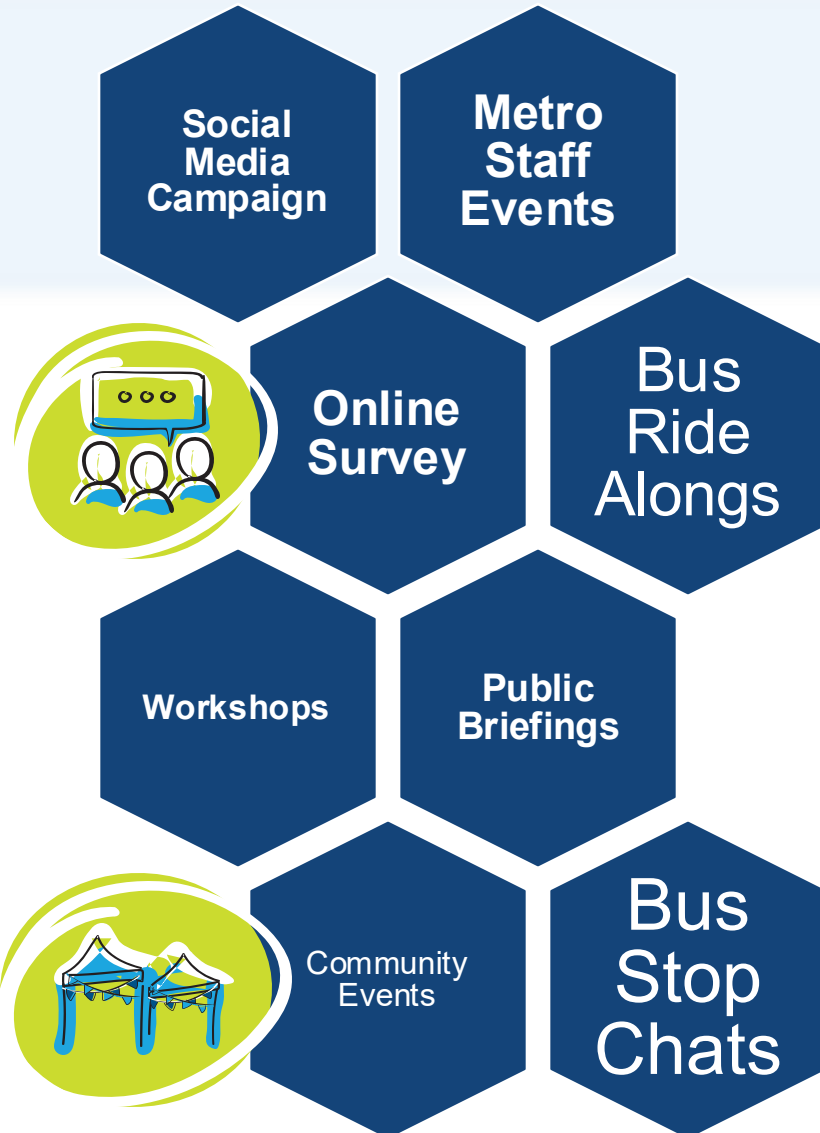 Social
Media
Campaign
Metro
Staff
Events
Online
Survey
Bus
Ride
Alongs
Workshops
Public
Briefings
Community
Events
Bus
Stop
Chats